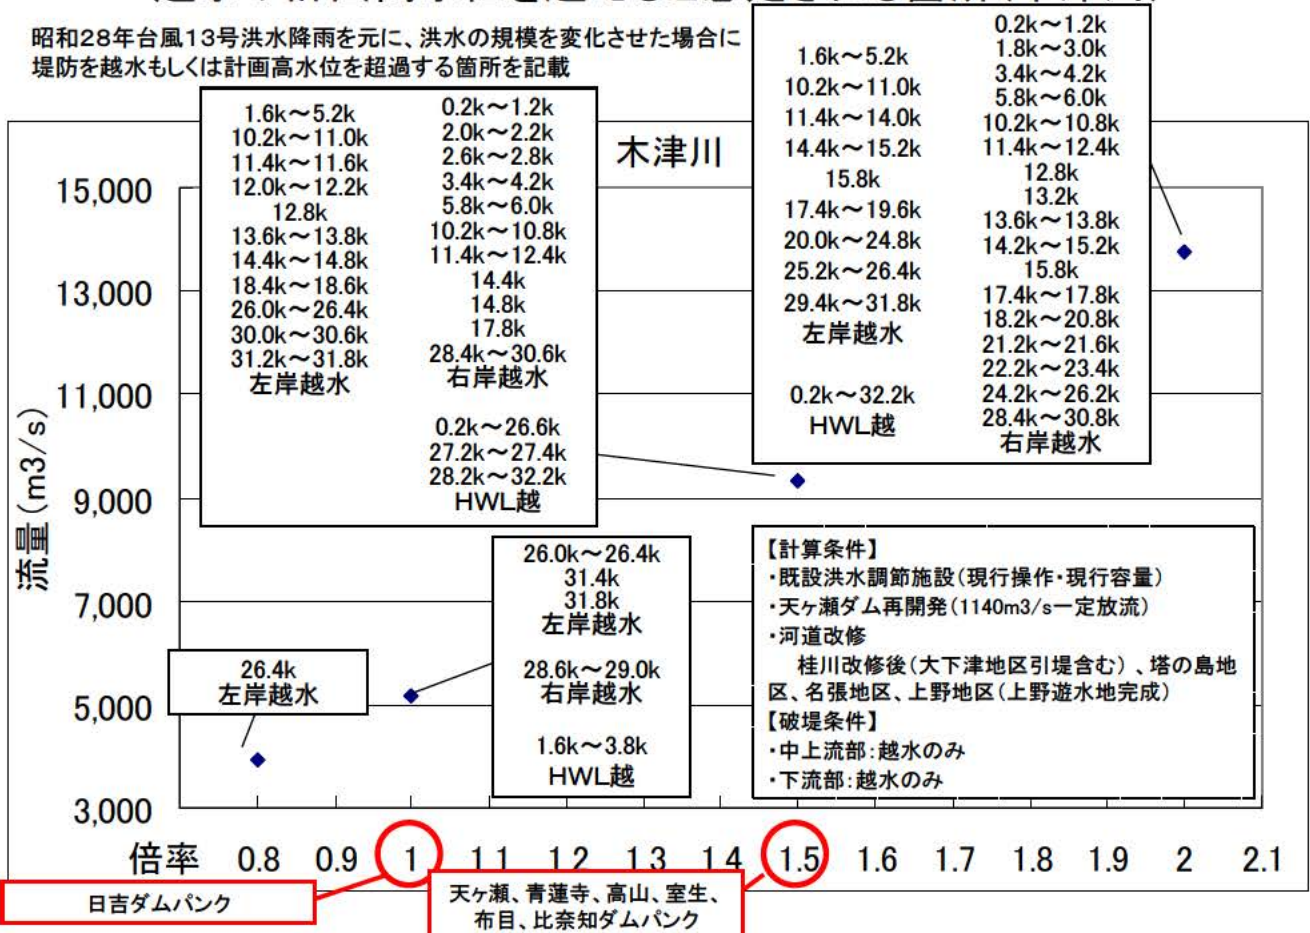 昭和28年台風13号洪水降雨を元に、洪水の規模を変化させた場合に
堤防を越水もしくは計画高水位を超過する箇所を記載
木津川
流量(m3/s)
15,000
13,000
11,000
9,000
7,000
5,000
3,000
1.6k～5.2k
10.2k～11.0k
11.4k～11.6k
12.0k～12.2k
12.8k
13.6k～13.8k
14.4k～14.8k
18.4k～18.6k
26.0k～26.4k
30.0k～30.6k
31.2k～31.8k
左岸越水
0.2k～1.2k
2.0k～2.2k
2.6k～2.8k
3.4k～4.2k
5.8k～6.0k
10.2k～10.8k
11.4k～12.4k
14.4k
14.8k
17.8k
28.4k～30.6k
右岸越水
0.2k～26.6k
27.2k～27.4k
28.2k～32.2k
HWL越
1.6k～5.2k
10.2k～11.0k
11.4k～14.0k
14.4k～15.2k
15.8k
17.4k～19.6k
20.0k～24.8k
25.2k～26.4k
29.4k～31.8k
左岸越水
0.2k～32.2k
HWL越
0.2k～1.2k
1.8k～3.0k
3.4k～4.2k
5.8k～6.0k
10.2k～10.8k
11.4k～12.4k
12.8k
13.2k
13.6k～13.8k
14.2k～15.2k
15.8k
17.4k～17.8k
18.2k～20.8k
21.2k～21.6k
22.2k～23.4k
24.2k～26.2k
28.4k～30.8k
右岸越水
26.4k
左岸越水
26.0k～26.4k
31.4k
31.8k
左岸越水
28.6k～29.0k
右岸越水
1.6k～3.8k
HWL越
【計算条件】
・既設洪水調節施設(現行操作・現行容量)
・天ヶ瀬ダム再開発(1140m3/s一定放流)
・河道改修
桂川改修後(大下津地区引堤含む)、塔の島地
区、名張地区、上野地区(上野遊水地完成)
【破堤条件】
・中上流部:越水のみ
・下流部:越水のみ
倍率 0.8 0.9 1 1.1 1.2 1.3 1.4 1.5 1.6 1.7 1.8 1.9 2 2.1
日吉ダムパンク
天ヶ瀬、青蓮寺、高山、室生、
布目、比奈知ダムパンク